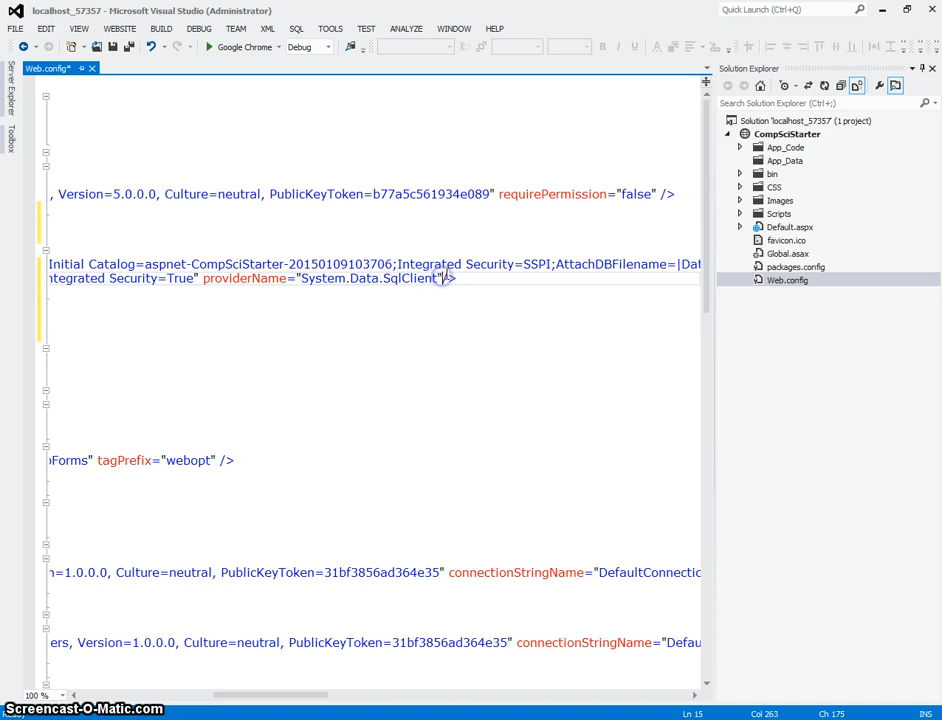 localhost_57357 - Microsoft Visual Studio (Administrator)
Quick Launch (Ctrl+Q)
FILE EDIT VIEW WEBSITE BUILD DEBUG TEAM XML SQL TOOLS TEST ANALYZE WINDOW HELP
Google Chrome Debug
Server Explorer
Toolbox
Web.config*
, Version=5.0.0.0, Culture=neutral, PublicKeyToken=b77a5c561934e089" requirePermission="false" />
Initial Catalog=aspnet-CompSciStarter-20150109103706;Integrated Security=SSPI;AttachDBFilename=|Dat
ntegrated Security=True" providerName="System.Data.SqlClient"/>
Forms" tagPrefix="webopt" />
=1.0.0.0, Culture=neutral, PublicKeyToken=31bf3856ad364e35" connectionStringName="DefaultConnectio
ers, Version=1.0.0.0, Culture=neutral, PublicKeyToken=31bf3856ad364e35" connectionStringName="Defau
100 %
Solution Explorer
Search Solution Explorer (Ctrl+;)
Solution 'localhost_57357' (1 project)
CompSciStarter
App_Code
App_Data
bin
CSS
Images
Scripts
Default.aspx
favicon.ico
Global.asax
packages.config
Web.config
Screencast-O-Matic.com
Ln 15 Col 263 Ch 175 INS